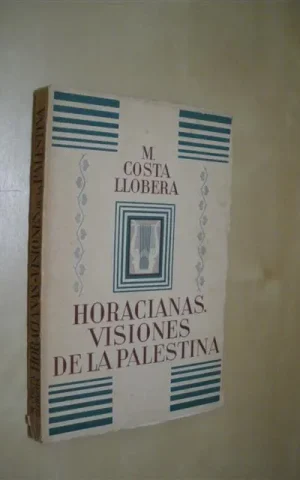 M.
COSTA
LLOBERA
HORACIANAS.
VISIONES
DE LA PALESTINA